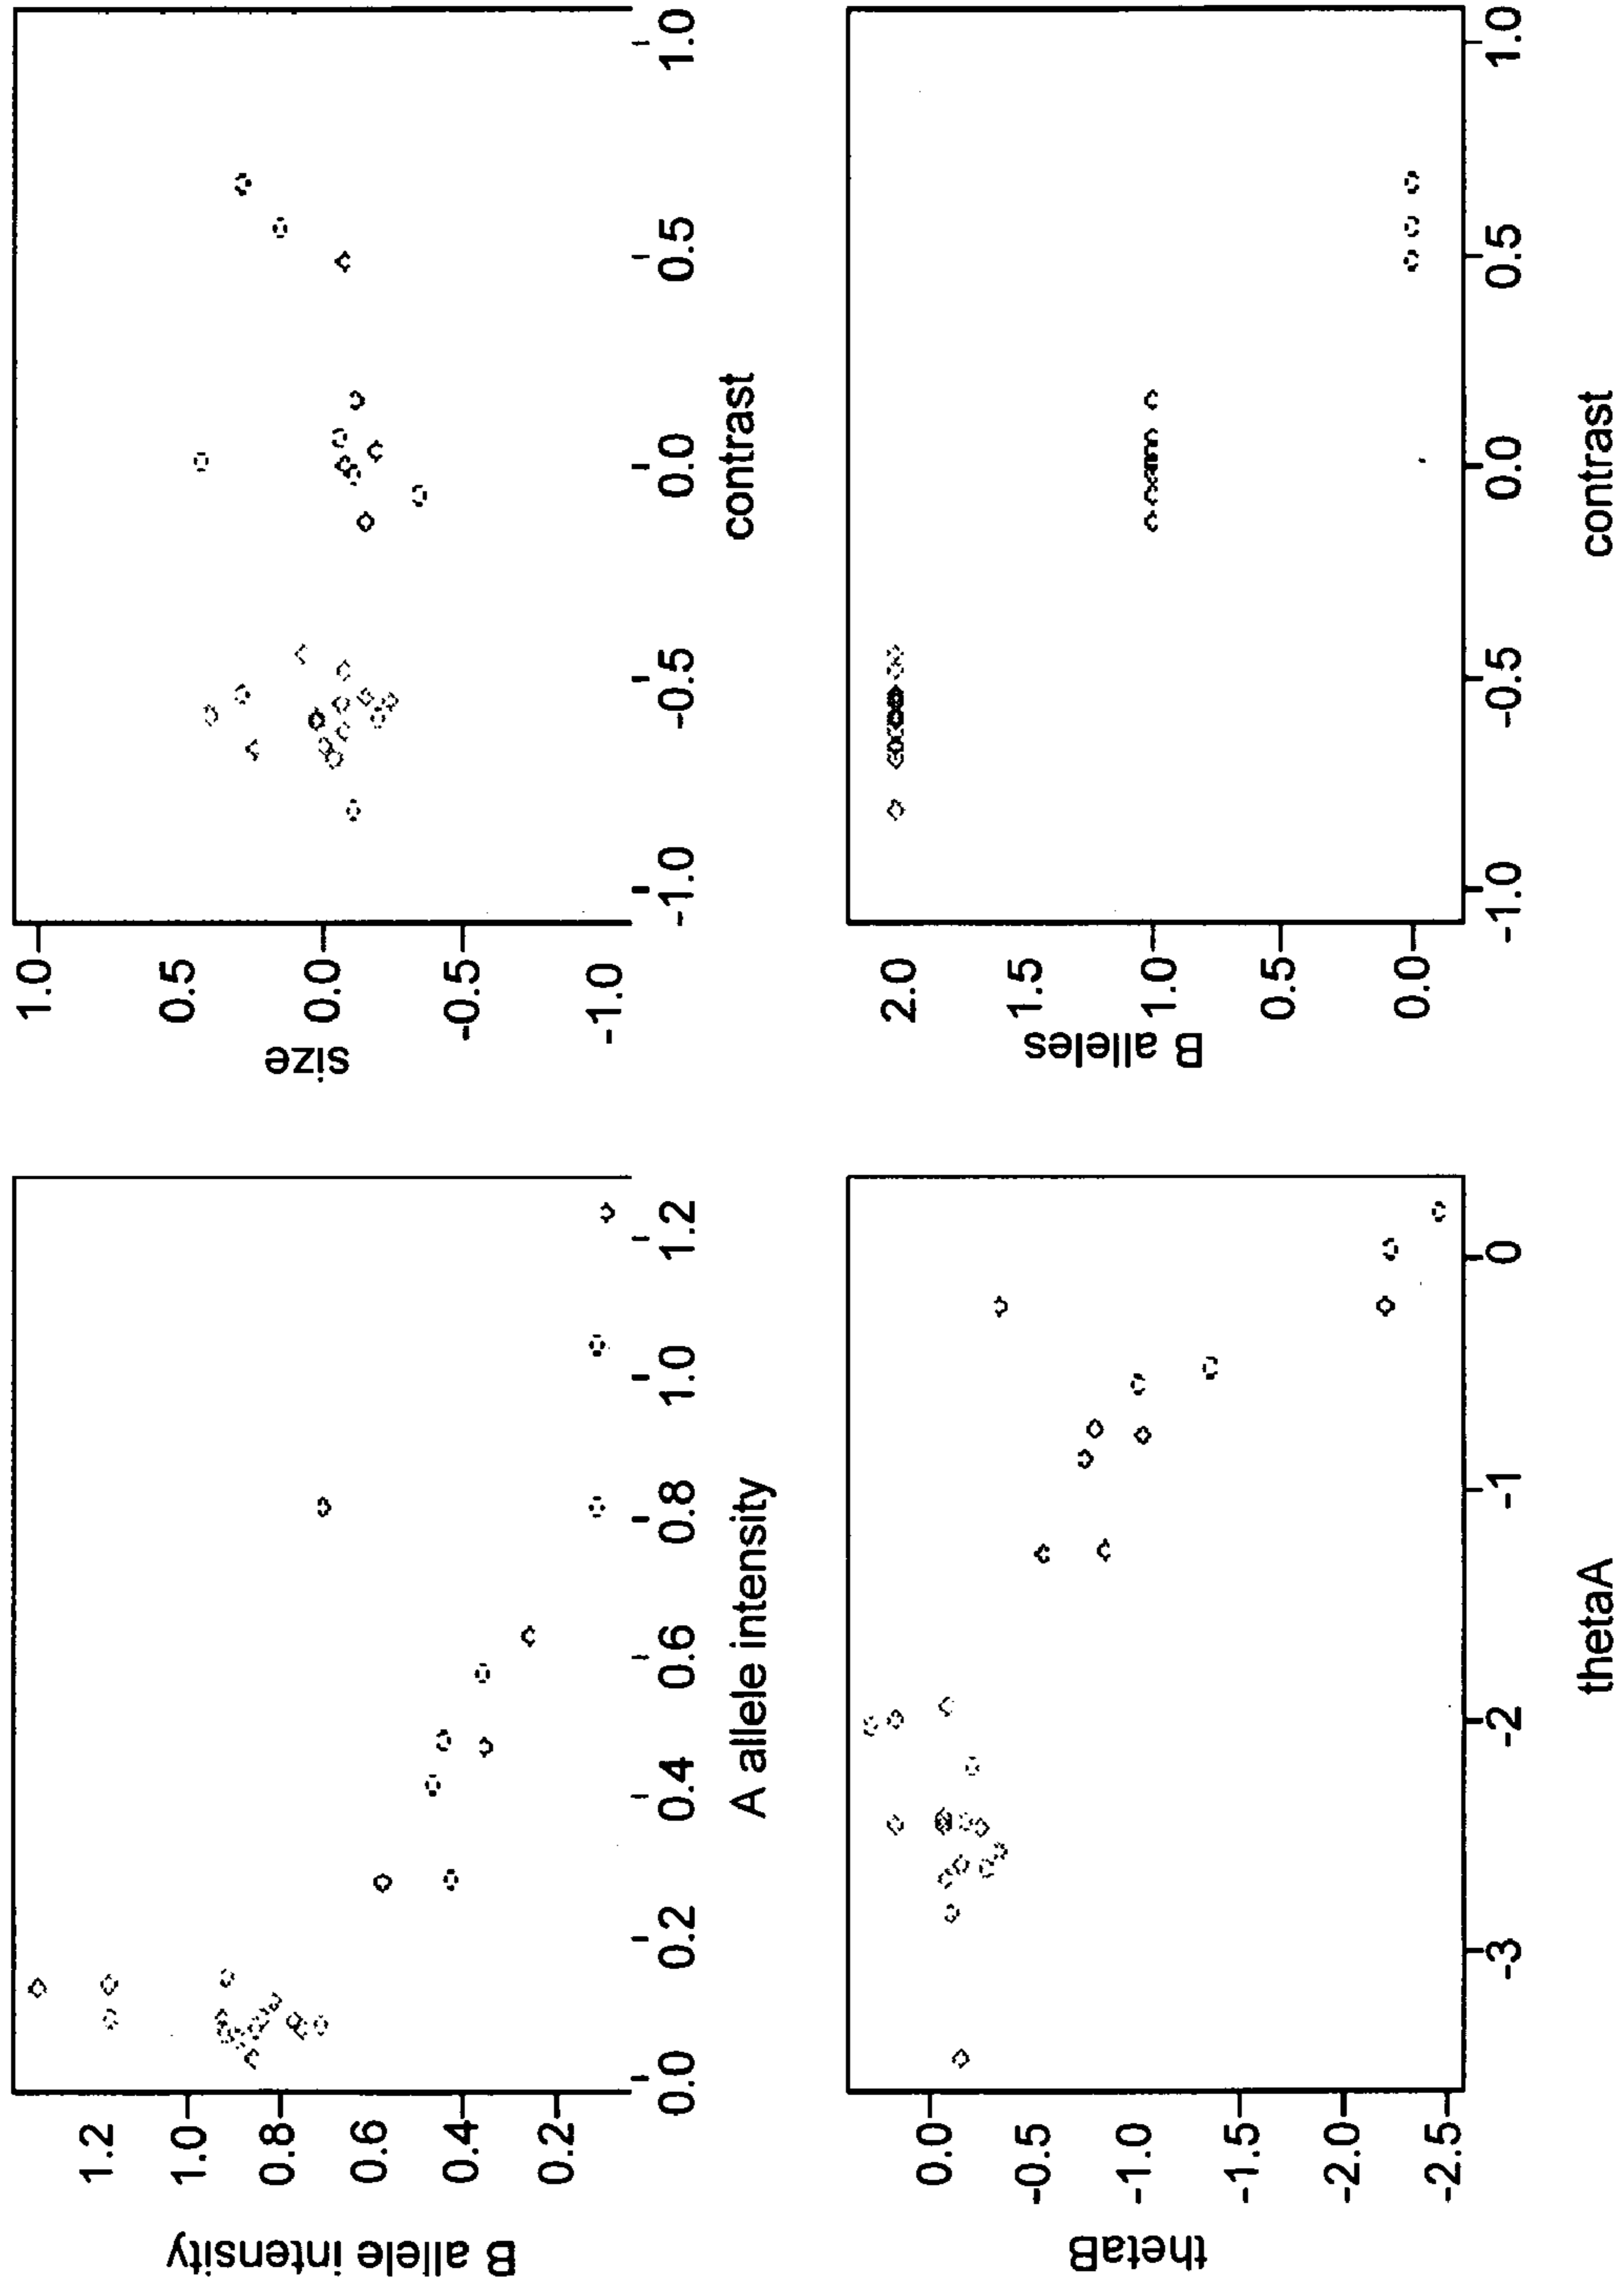 B allele intensity
1.2
1.0
0.8
0.6
0.4
0.2
0.0 0.2 0.4 0.6 0.8 1.0 1.2
A allele intensity
size
1.0
0.5
0.0
-0.5
-1.0
-1.0 -0.5 0.0 0.5 1.0
contrast
thetaB
0.0
-0.5
-1.0
-1.5
-2.0
-2.5
-3 -2 -1 0
thetaA
B alleles
2.0
1.5
1.0
0.5
0.0
-1.0 -0.5 0.0 0.5 1.0
contrast